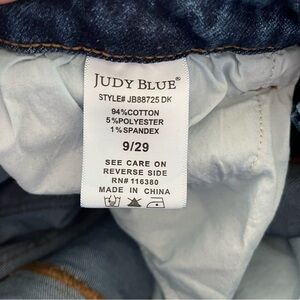 JUDY BLUE®
STYLE# JB88725 DK
94%COTTON
5%POLYESTER
1%SPANDEX
9/29
SEE CARE ON
REVERSE SIDE
RN# 116380
MADE IN CHINA